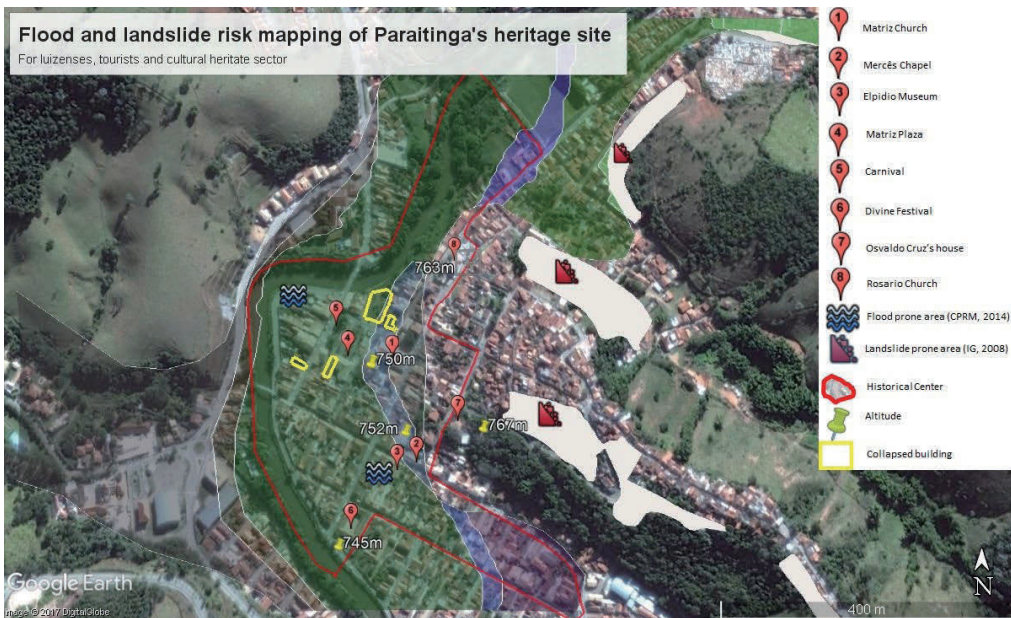 Flood and landslide risk mapping of Paraitinga's heritage site
For luizenses, tourists and cultural heritate sector
1 Matriz Church
2 Mercês Chapel
3 Elpidio Museum
4 Matriz Plaza
5 Carnival
6 Divine Festival
7 Osvaldo Cruz's house
8 Rosario Church
Flood prone area (CPRM, 2014)
Landslide prone area (IG, 2008)
Historical Center
Altitude
Collapsed building
8
763m
5
4
1
750m
7
752m
767m
2
3
6
745m
Google Earth
Image © 2017 DigitalGlobe
400 m
N